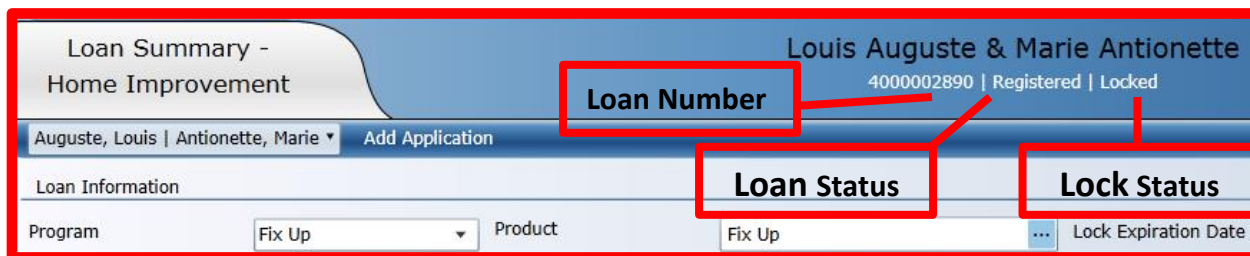 Loan Summary -
Home Improvement
Louis Auguste & Marie Antionette
4000002890 | Registered | Locked
Loan Number
Auguste, Louis | Antionette, Marie
Add Application
Loan Status
Lock Status
Loan Information
Program
Fix Up
Product
Fix Up
...
Lock Expiration Date